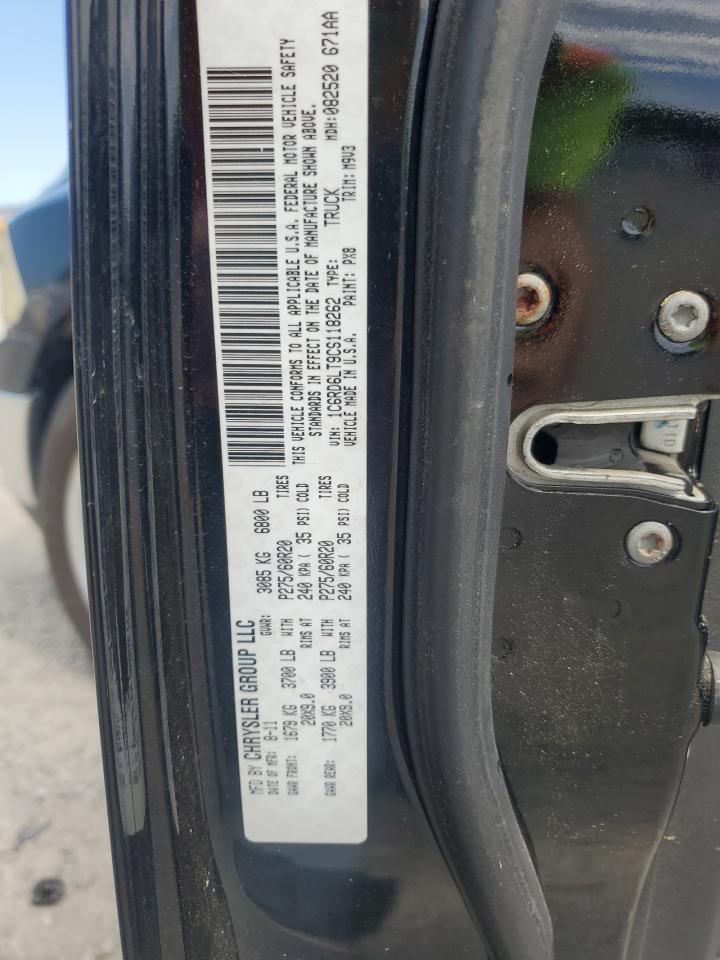 MFD BY CHRYSLER GROUP LLC
DATE OF MFR: 8-11 GVWR: 3085 KG 6800 LB
GAWR FRONT: 1679 KG 3700 LB WITH P275/60R20 TIRES
20X9.0 RIMS AT 240 KPA ( 35 PSI) COLD
GAWR REAR: 1770 KG 3900 LB WITH P275/60R20 TIRES
20X9.0 RIMS AT 240 KPA ( 35 PSI) COLD
THIS VEHICLE CONFORMS TO ALL APPLICABLE U.S.A. FEDERAL MOTOR VEHICLE SAFETY
STANDARDS IN EFFECT ON THE DATE OF MANUFACTURE SHOWN ABOVE.
VIN: 1C6RD6LT9CS118262 TYPE: TRUCK MDH:082520 671AA
VEHICLE MADE IN U.S.A. PAINT: PX8 TRIM: M9V3